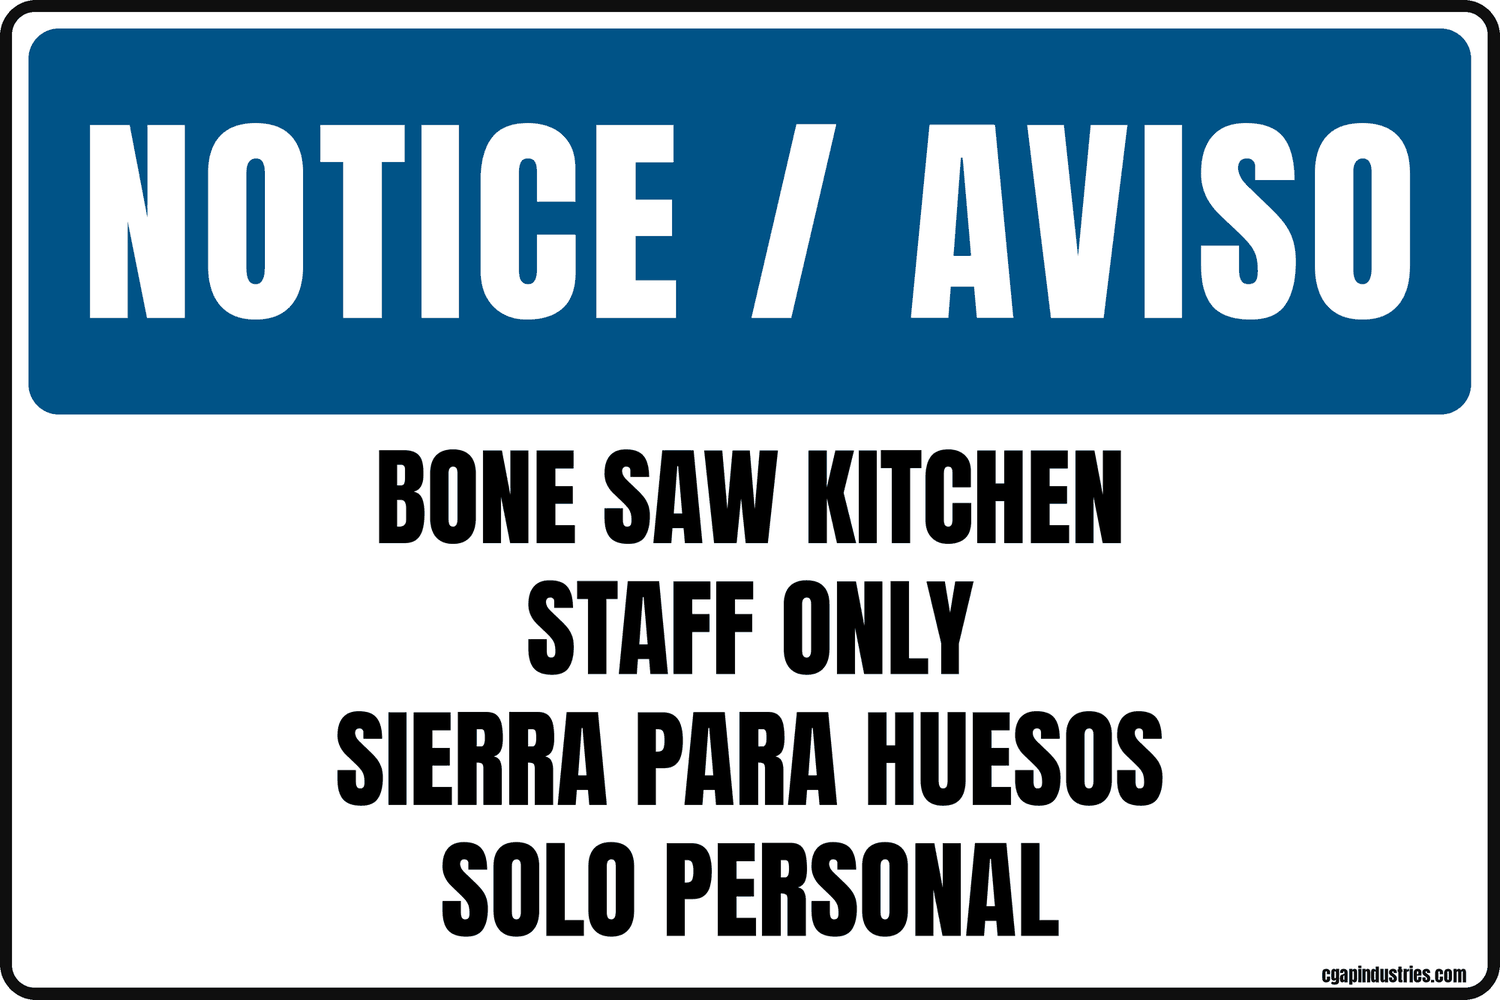 NOTICE / AVISO
BONE SAW KITCHEN
STAFF ONLY
SIERRA PARA HUESOS
SOLO PERSONAL
cgapindustries.com